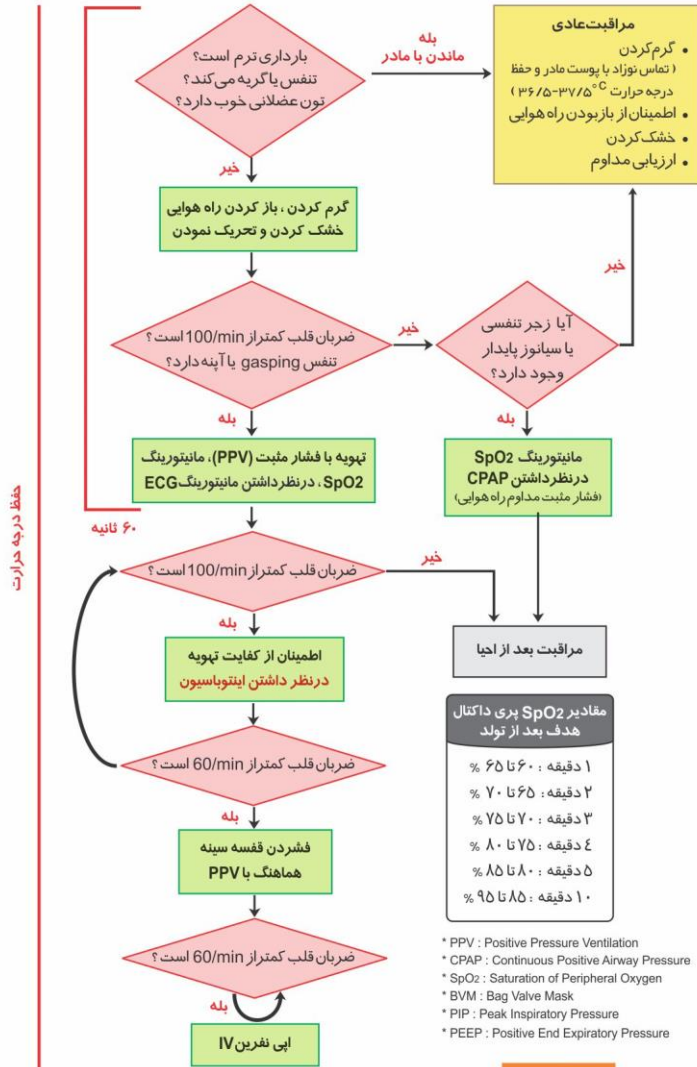 بارداری ترم است؟
تنفس یا گریه می‌کند؟
تون عضلانی خوب دارد؟
بله
ماندن با مادر
مراقبت عادی
• گرم کردن
( تماس نوزاد با پوست مادر و حفظ
درجه حرارت ۳۶/۵-۳۷/۵°C )
• اطمینان از باز بودن راه هوایی
• خشک کردن
• ارزیابی مداوم
خیر
گرم کردن ، باز کردن راه هوایی
خشک کردن و تحریک نمودن
ضربان قلب کمتر از 100/min است؟
تنفس gasping یا آپنه دارد؟
خیر
آیا زجر تنفسی
یا سیانوز پایدار
وجود دارد؟
خیر
بله
تهویه با فشار مثبت (PPV)، مانیتورینگ
SpO2 ، درنظر داشتن مانیتورینگ ECG
بله
مانیتورینگ SpO2
درنظر داشتن CPAP
(فشار مثبت مداوم راه هوایی)
۶۰ ثانیه
حفظ درجه حرارت
ضربان قلب کمتر از 100/min است؟
خیر
مراقبت بعد از احیا
بله
اطمینان از کفایت تهویه
درنظر داشتن اینتوباسیون
ضربان قلب کمتر از 60/min است؟
بله
فشردن قفسه سینه
هماهنگ با PPV
ضربان قلب کمتر از 60/min است؟
بله
اپی نفرین IV
مقادیر SpO2 پری داکتال
هدف بعد از تولد
۱ دقیقه : ۶۰ تا ۶۵ %
۲ دقیقه : ۶۵ تا ۷۰ %
۳ دقیقه : ۷۰ تا ۷۵ %
٤ دقیقه : ۷۵ تا ۸۰ %
۵ دقیقه : ۸۰ تا ۸۵ %
۱۰ دقیقه : ۸۵ تا ۹۵ %
* PPV : Positive Pressure Ventilation
* CPAP : Continuous Positive Airway Pressure
* SpO2 : Saturation of Peripheral Oxygen
* BVM : Bag Valve Mask
* PIP : Peak Inspiratory Pressure
* PEEP : Positive End Expiratory Pressure